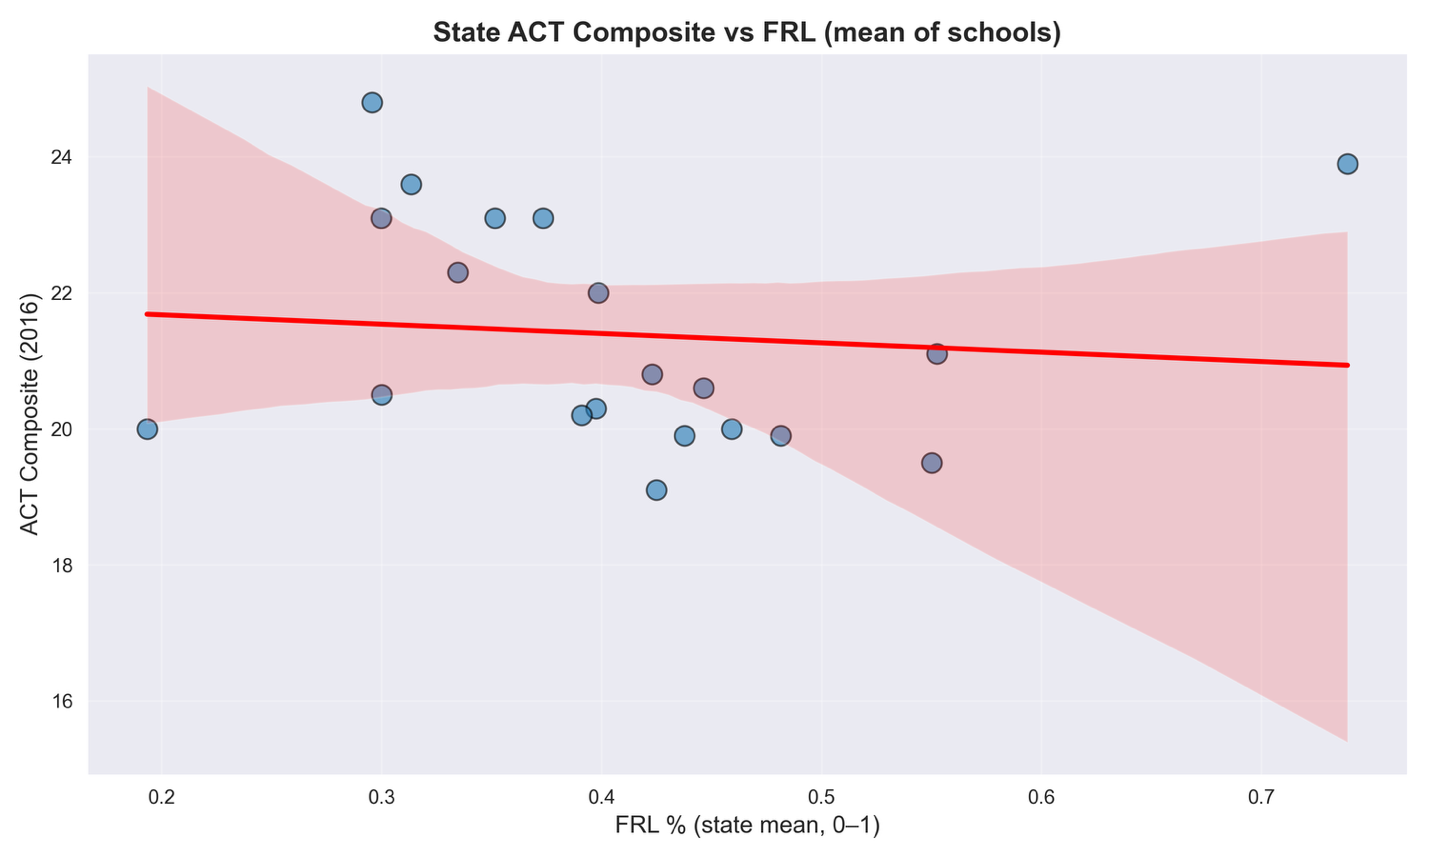 State ACT Composite vs FRL (mean of schools)
ACT Composite (2016)
24
22
20
18
16
0.2 0.3 0.4 0.5 0.6 0.7
FRL % (state mean, 0–1)